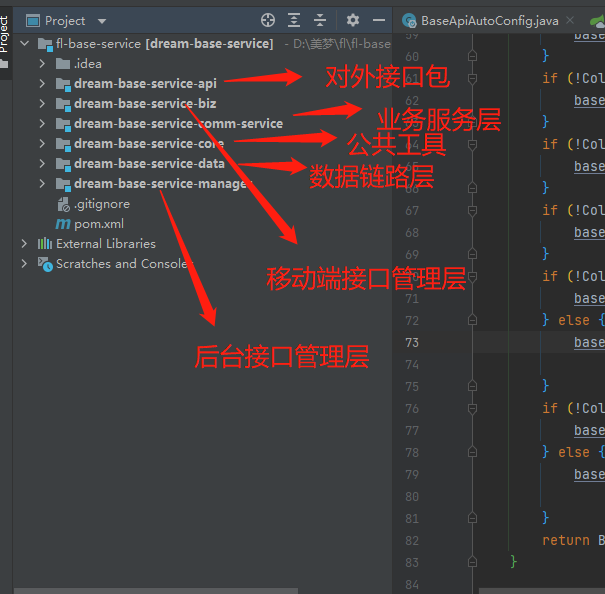 Project
Project
BaseApiAutoConfig.java
fl-base-service [dream-base-service] - D:\美梦\fl\fl-base
.idea
dream-base-service-api
对外接口包
dream-base-service-biz
dream-base-service-comm-service
业务服务层
dream-base-service-core
公共工具
dream-base-service-data
数据链路层
dream-base-service-manage
.gitignore
pom.xml
External Libraries
Scratches and Console
移动端接口管理层
后台接口管理层
59 base
60 }
61 if (!Col
62 base
}
64 if (!Col
base
66 }
67 if (!Col
68 base
69 }
70 if (!Col
71 base
72 } else {
73 base
74
75 }
76 if (!Col
77 base
78 } else {
79 base
80
81 }
82 return B
83 }
84